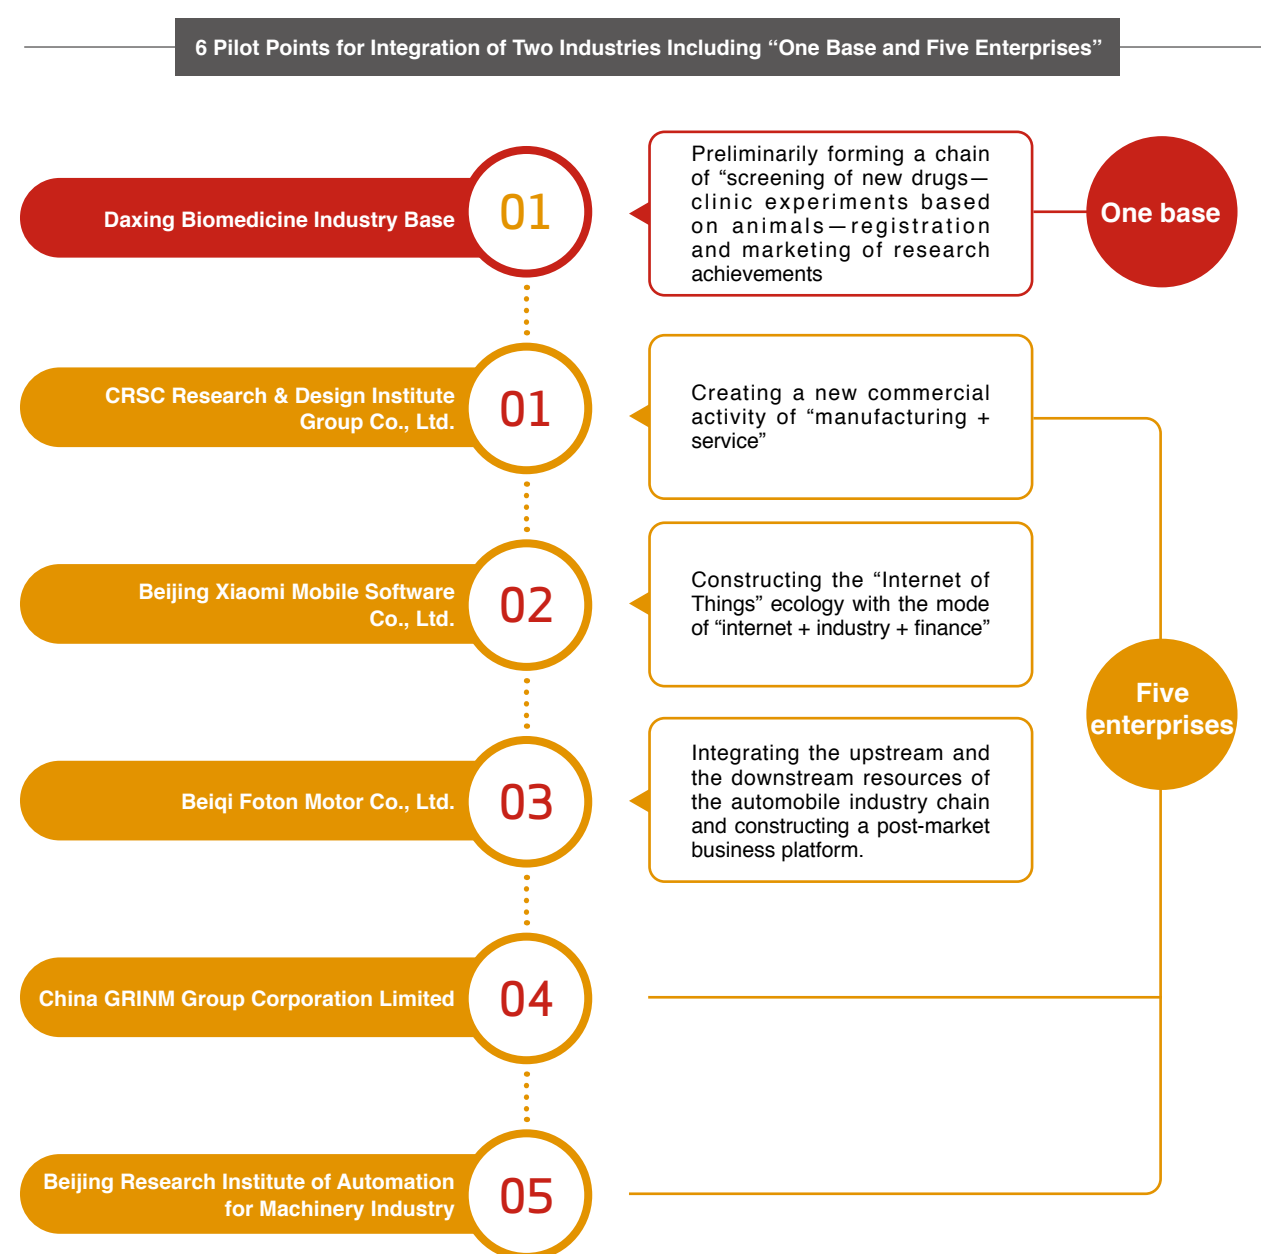 6 Pilot Points for Integration of Two Industries Including “One Base and Five Enterprises”
Daxing Biomedicine Industry Base
01
Preliminarily forming a chain
of “screening of new drugs—
clinic experiments based
on animals—registration
and marketing of research
achievements
One base
CRSC Research & Design Institute
Group Co., Ltd.
01
Creating a new commercial
activity of “manufacturing +
service”
Beijing Xiaomi Mobile Software
Co., Ltd.
02
Constructing the “Internet of
Things” ecology with the mode
of “internet + industry + finance”
Five
enterprises
Beiqi Foton Motor Co., Ltd.
03
Integrating the upstream and
the downstream resources of
the automobile industry chain
and constructing a post-market
business platform.
China GRINM Group Corporation Limited
04
Beijing Research Institute of Automation
for Machinery Industry
05